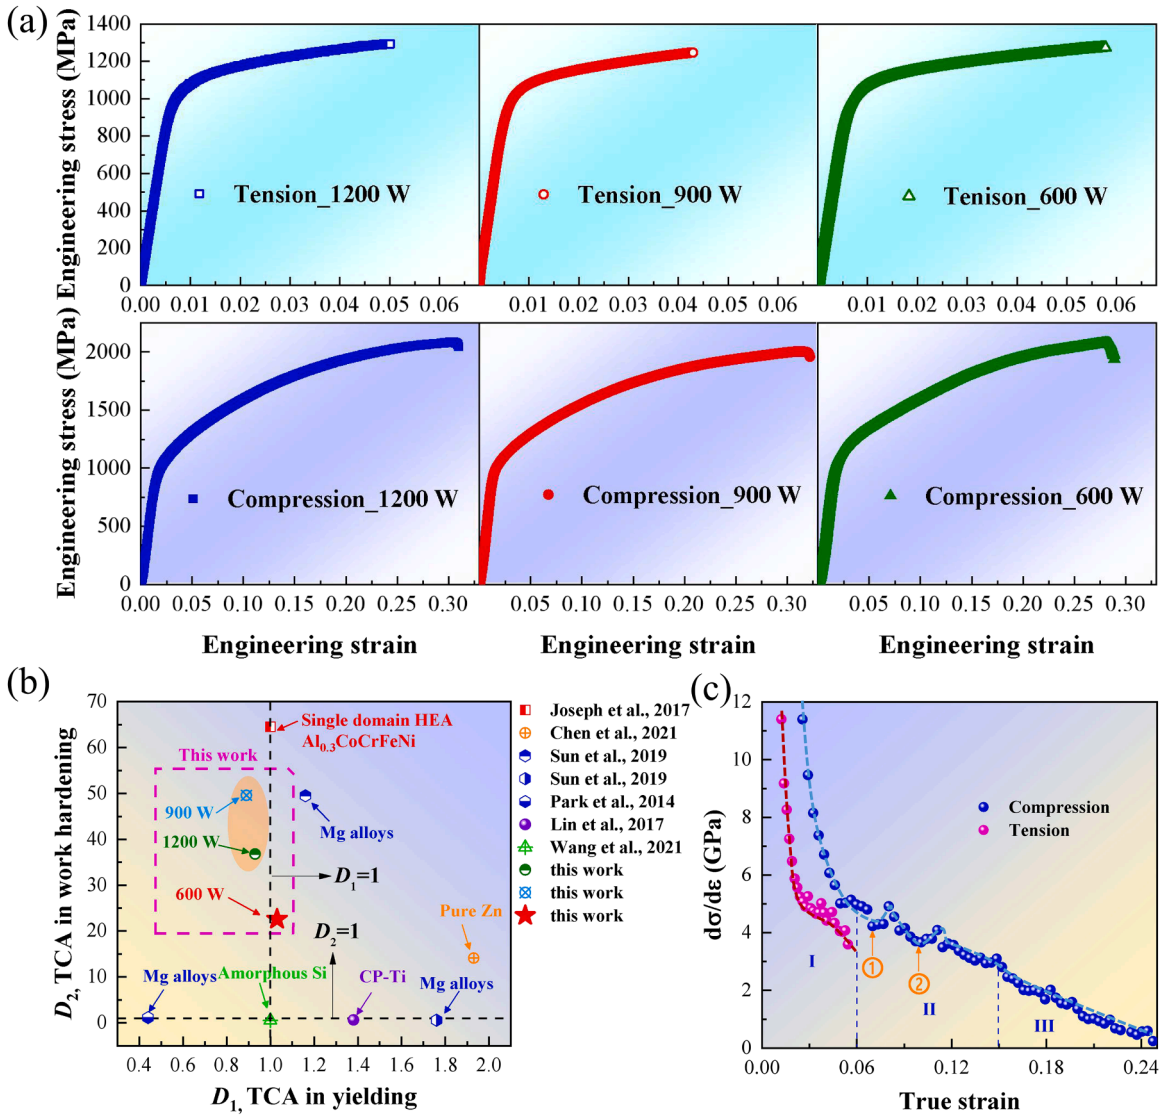 (a)
Engineering stress (MPa)
1400
1200
1000
800
600
400
200
0
Tension_1200 W
Tension_900 W
Tenison_600 W
0.00 0.01 0.02 0.03 0.04 0.05 0.06
0.01 0.02 0.03 0.04 0.05 0.06
0.01 0.02 0.03 0.04 0.05 0.06
Engineering stress (MPa)
2000
1500
1000
500
0
Compression_1200 W
Compression_900 W
Compression_600 W
0.00 0.05 0.10 0.15 0.20 0.25 0.30
0.05 0.10 0.15 0.20 0.25 0.30
0.05 0.10 0.15 0.20 0.25 0.30
Engineering strain Engineering strain Engineering strain
(b)
D2, TCA in work hardening
70
60
50
40
30
20
10
0
Single domain HEA
Al0.3CoCrFeNi
This work
900 W
1200 W
600 W
Mg alloys
D1=1
D2=1
Pure Zn
Mg alloys
Amorphous Si
CP-Ti
Mg alloys
0.4 0.6 0.8 1.0 1.2 1.4 1.6 1.8 2.0
D1, TCA in yielding
Joseph et al., 2017
Chen et al., 2021
Sun et al., 2019
Sun et al., 2019
Park et al., 2014
Lin et al., 2017
Wang et al., 2021
this work
this work
this work
(c)
dσ/dε (GPa)
12
10
8
6
4
2
0
Compression
Tension
I
①
②
II
III
0.00 0.06 0.12 0.18 0.24
True strain